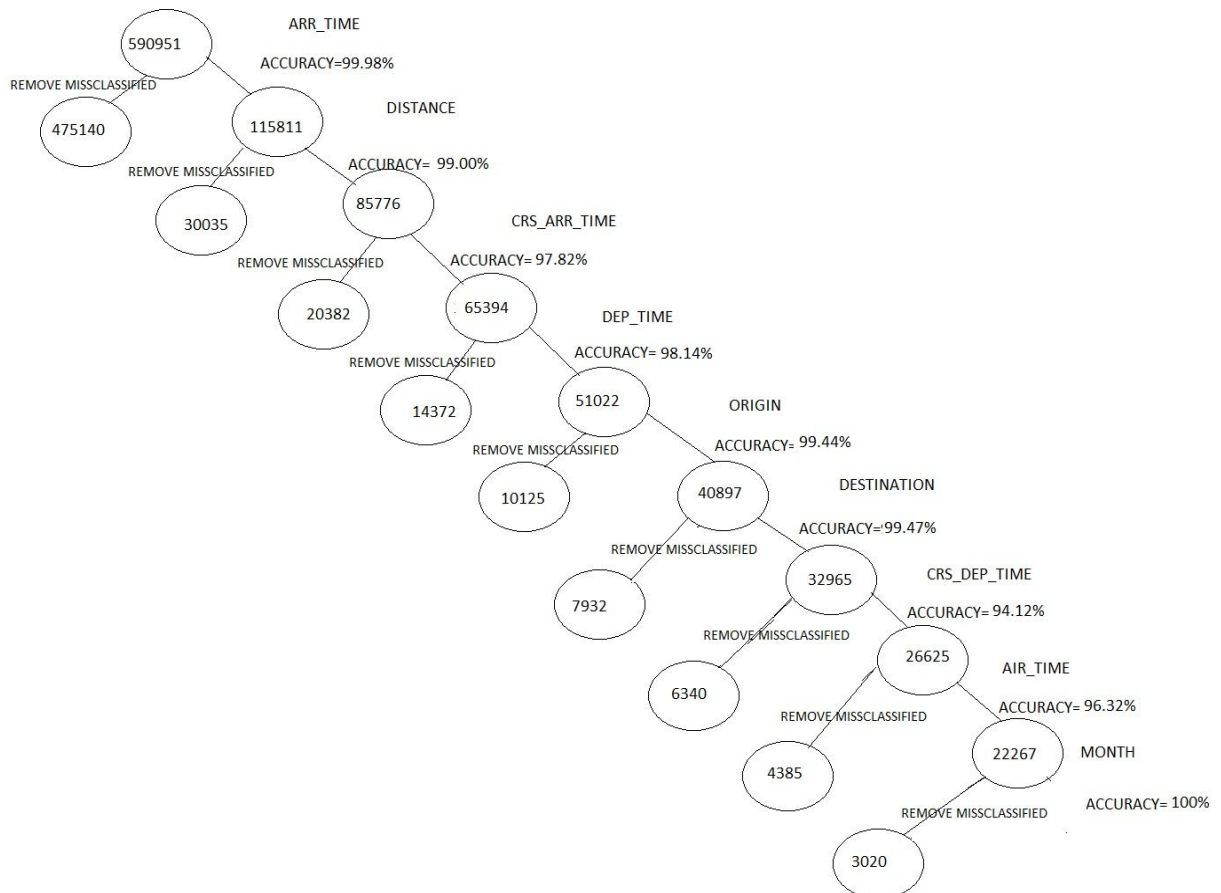 ARR_TIME
590951
ACCURACY=99.98%
REMOVE MISSCLASSIFIED
DISTANCE
475140
115811
ACCURACY= 99.00%
REMOVE MISSCLASSIFIED
85776
30035
CRS_ARR_TIME
ACCURACY= 97.82%
REMOVE MISSCLASSIFIED
65394
20382
DEP_TIME
ACCURACY= 98.14%
REMOVE MISSCLASSIFIED
51022
14372
ORIGIN
ACCURACY= 99.44%
REMOVE MISSCLASSIFIED
40897
10125
DESTINATION
ACCURACY= 99.47%
REMOVE MISSCLASSIFIED
32965
7932
CRS_DEP_TIME
ACCURACY= 94.12%
REMOVE MISSCLASSIFIED
26625
6340
AIR_TIME
ACCURACY= 96.32%
REMOVE MISSCLASSIFIED
22267
MONTH
4385
ACCURACY= 100%
REMOVE MISSCLASSIFIED
3020